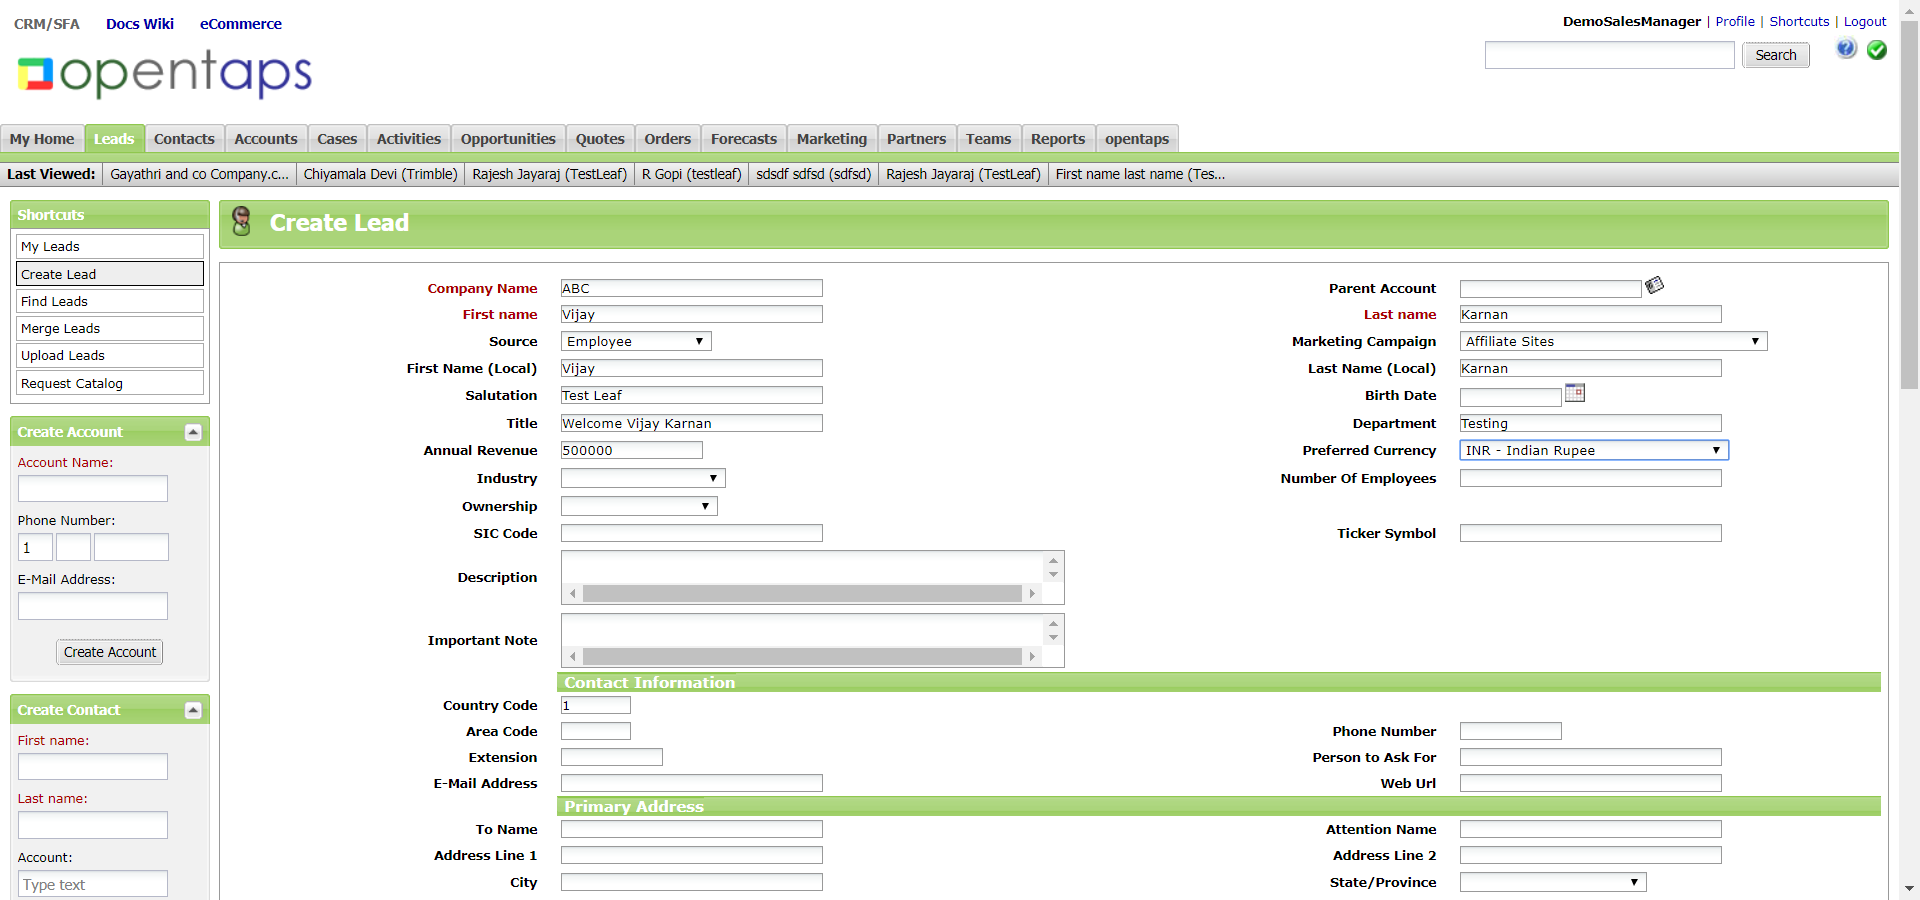 CRM/SFA Docs Wiki eCommerce
DemoSalesManager | Profile | Shortcuts | Logout
Search
opentaps
My Home Leads Contacts Accounts Cases Activities Opportunities Quotes Orders Forecasts Marketing Partners Teams Reports opentaps
Last Viewed: Gayathri and co Company.c... Chiyamala Devi (Trimble) Rajesh Jayaraj (TestLeaf) R Gopi (testleaf) sdsdf sdfsd (sdfsd) Rajesh Jayaraj (TestLeaf) First name last name (Tes...
Shortcuts
My Leads
Create Lead
Find Leads
Merge Leads
Upload Leads
Request Catalog
Create Account
Account Name:
Phone Number:
1
E-Mail Address:
Create Account
Create Contact
First name:
Last name:
Account:
Type text
Create Lead
Company Name ABC Parent Account
First name Vijay Last name Karnan
Source Employee Marketing Campaign Affiliate Sites
First Name (Local) Vijay Last Name (Local) Karnan
Salutation Test Leaf Birth Date
Title Welcome Vijay Karnan Department Testing
Annual Revenue 500000 Preferred Currency INR - Indian Rupee
Industry Number Of Employees
Ownership
SIC Code Ticker Symbol
Description
Important Note
Contact Information
Country Code 1
Area Code Phone Number
Extension Person to Ask For
E-Mail Address Web Url
Primary Address
To Name Attention Name
Address Line 1 Address Line 2
City State/Province